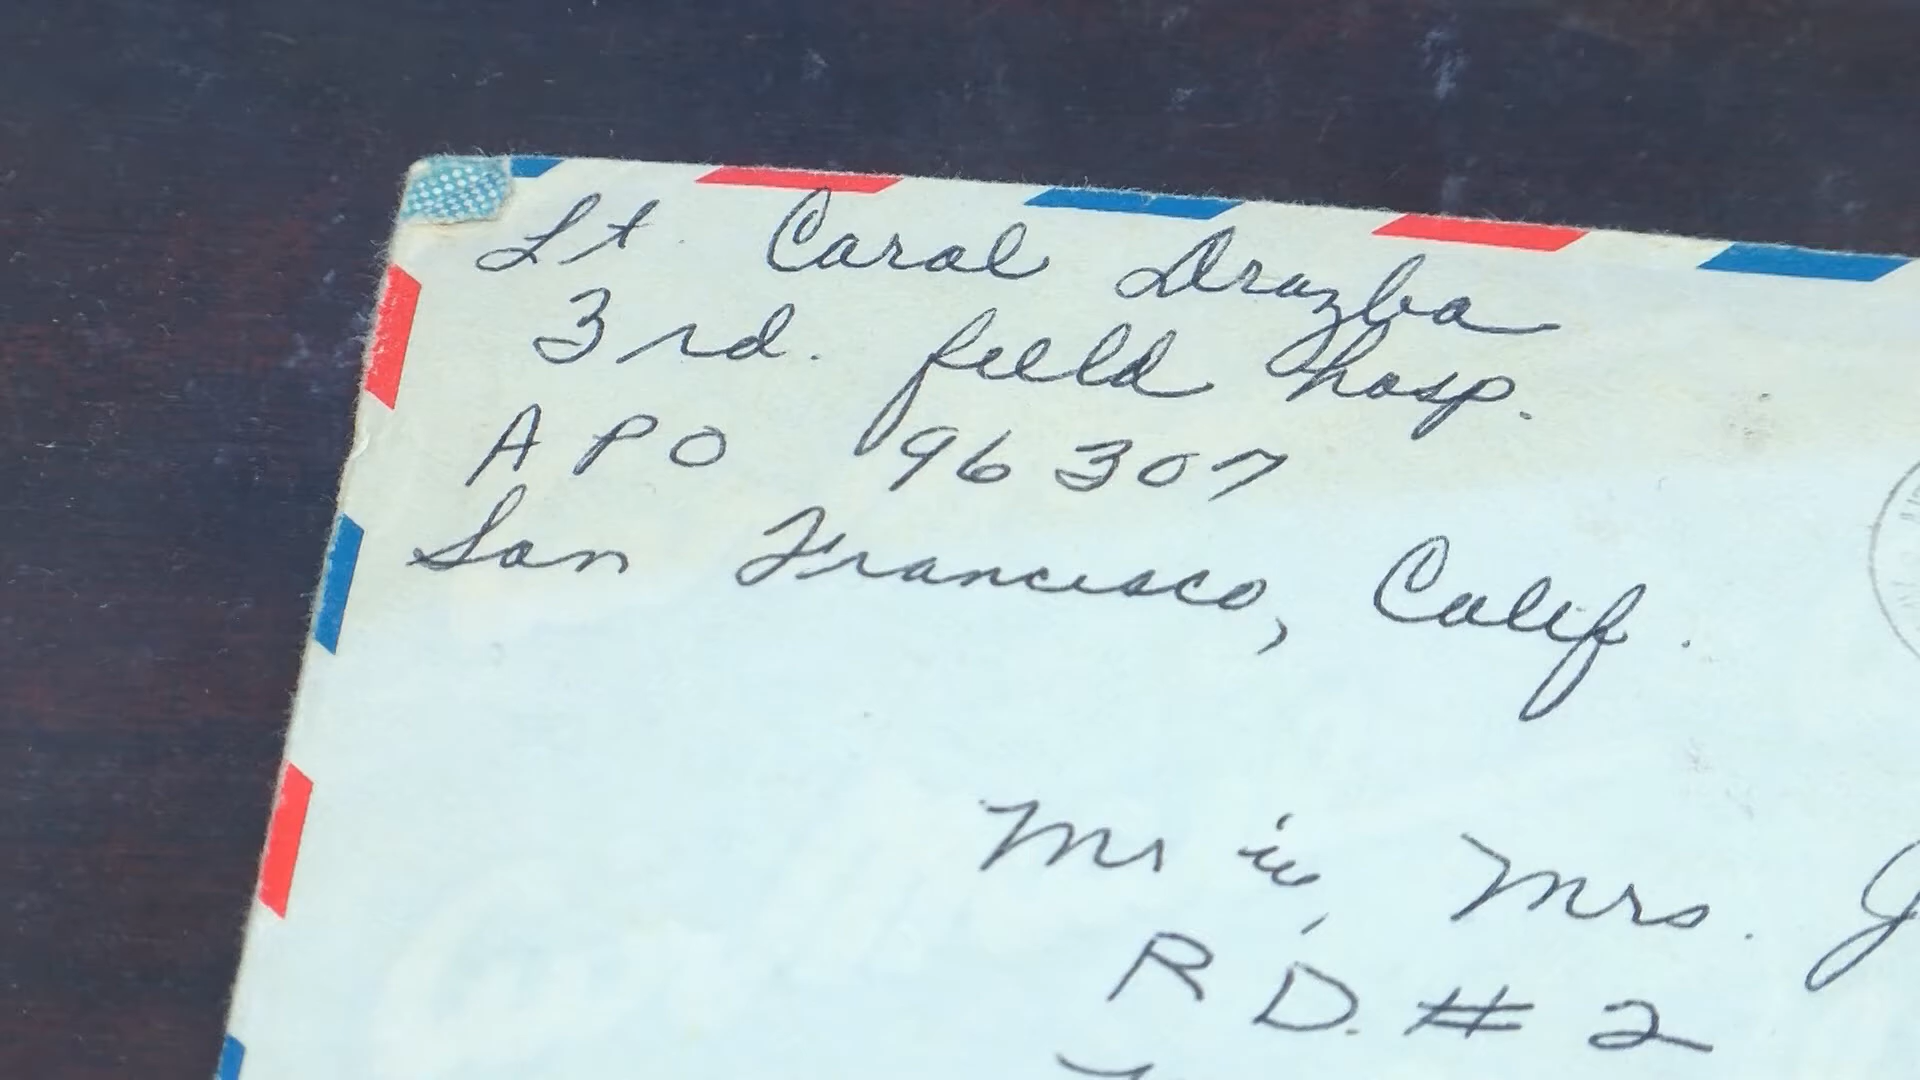 Lt. Carol Drazba
3rd. field hosp.
APO 96307
San Francisco, Calif.
Mr & Mrs. J
R D. # 2